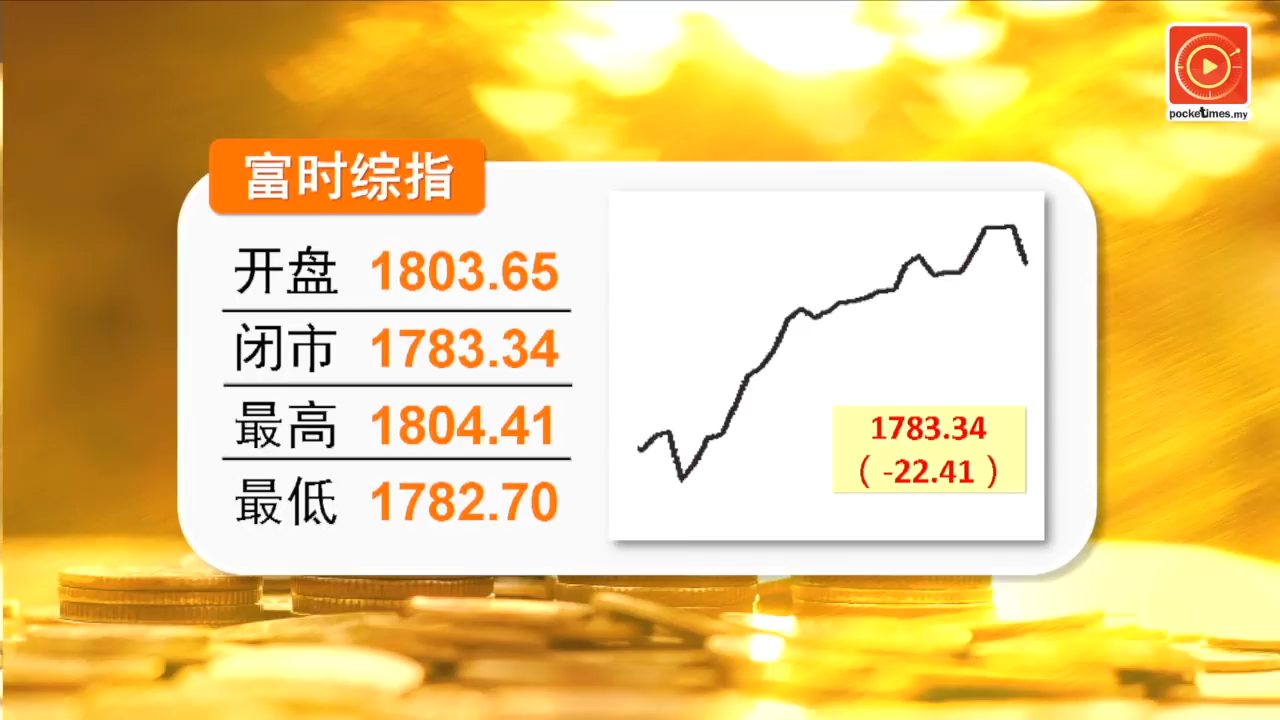 pocketimes.my
富时综指
开盘 1803.65
闭市 1783.34
最高 1804.41
最低 1782.70
1783.34
（ -22.41 ）